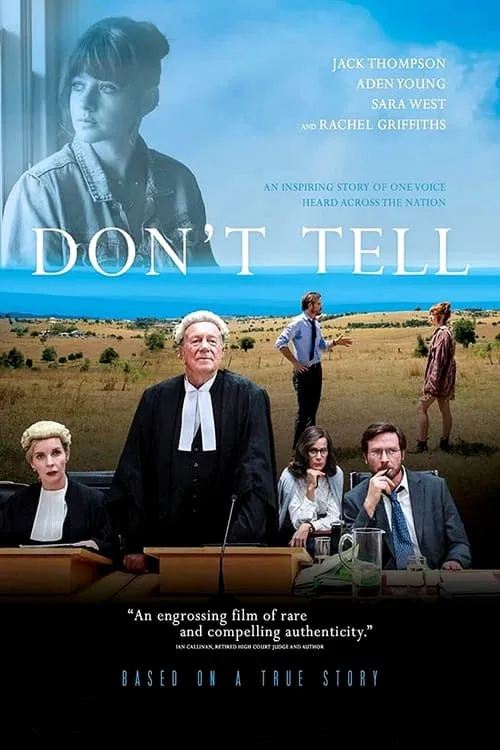 JACK THOMPSON
ADEN YOUNG
SARA WEST
AND RACHEL GRIFFITHS
AN INSPIRING STORY OF ONE VOICE
HEARD ACROSS THE NATION
DON'T TELL
“An engrossing film of rare
and compelling authenticity.”
IAN CALLINAN, RETIRED HIGH COURT JUDGE AND AUTHOR
BASED ON A TRUE STORY